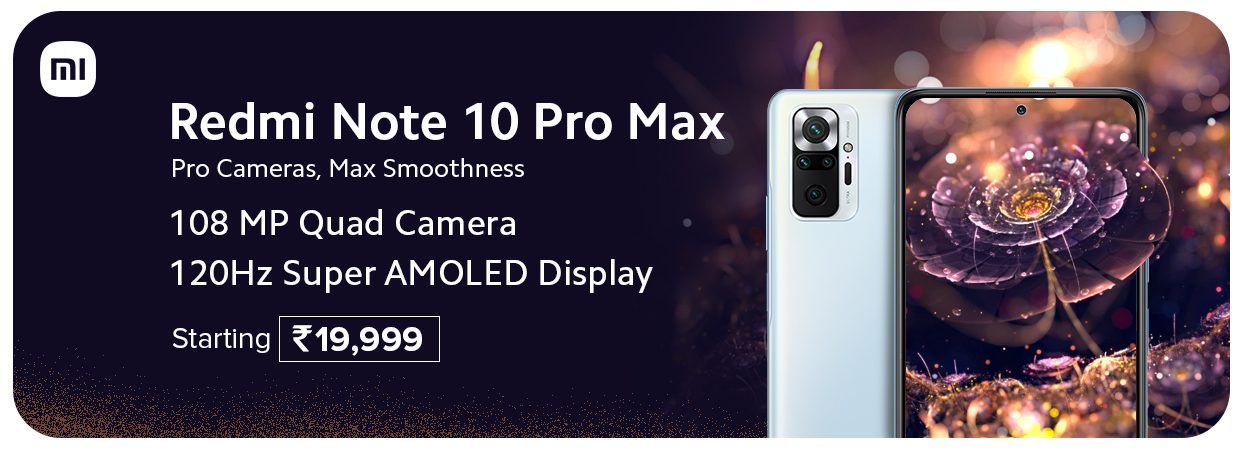 mi
Redmi Note 10 Pro Max
Pro Cameras, Max Smoothness
108 MP Quad Camera
120Hz Super AMOLED Display
Starting ₹19,999